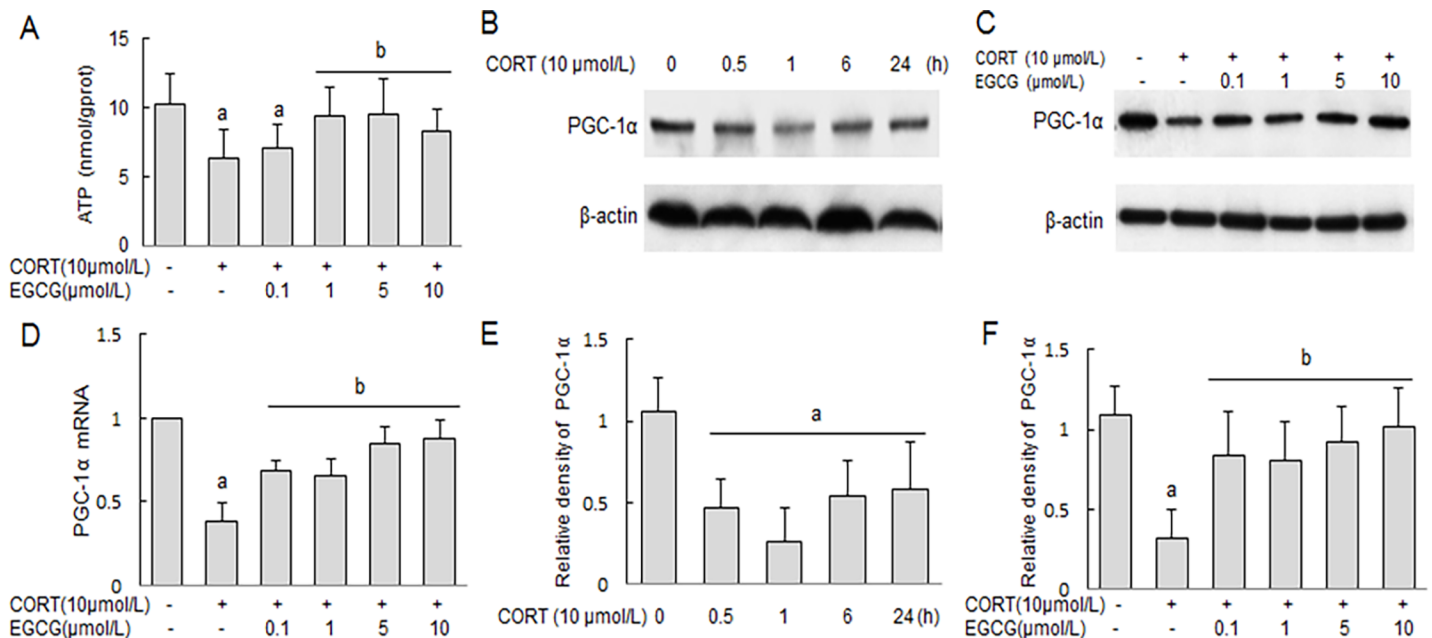 A
ATP (nmol/gprot)
15
10
5
0
a
a
b
CORT(10μmol/L) - + + + + +
EGCG(μmol/L) - - 0.1 1 5 10
B
CORT (10 μmol/L) 0 0.5 1 6 24 (h)
PGC-1α
β-actin
C
CORT (10 μmol/L) - + + + + +
EGCG (μmol/L) - - 0.1 1 5 10
PGC-1α
β-actin
D
PGC-1α mRNA
1.5
1
0.5
0
a
b
CORT(10μmol/L) - + + + + +
EGCG(μmol/L) - - 0.1 1 5 10
E
Relative density of PGC-1α
1.5
1
0.5
0
a
CORT (10 μmol/L) 0 0.5 1 6 24 (h)
F
Relative density of PGC-1α
1.5
1
0.5
0
a
b
CORT(10μmol/L) - + + + + +
EGCG(μmol/L) - - 0.1 1 5 10